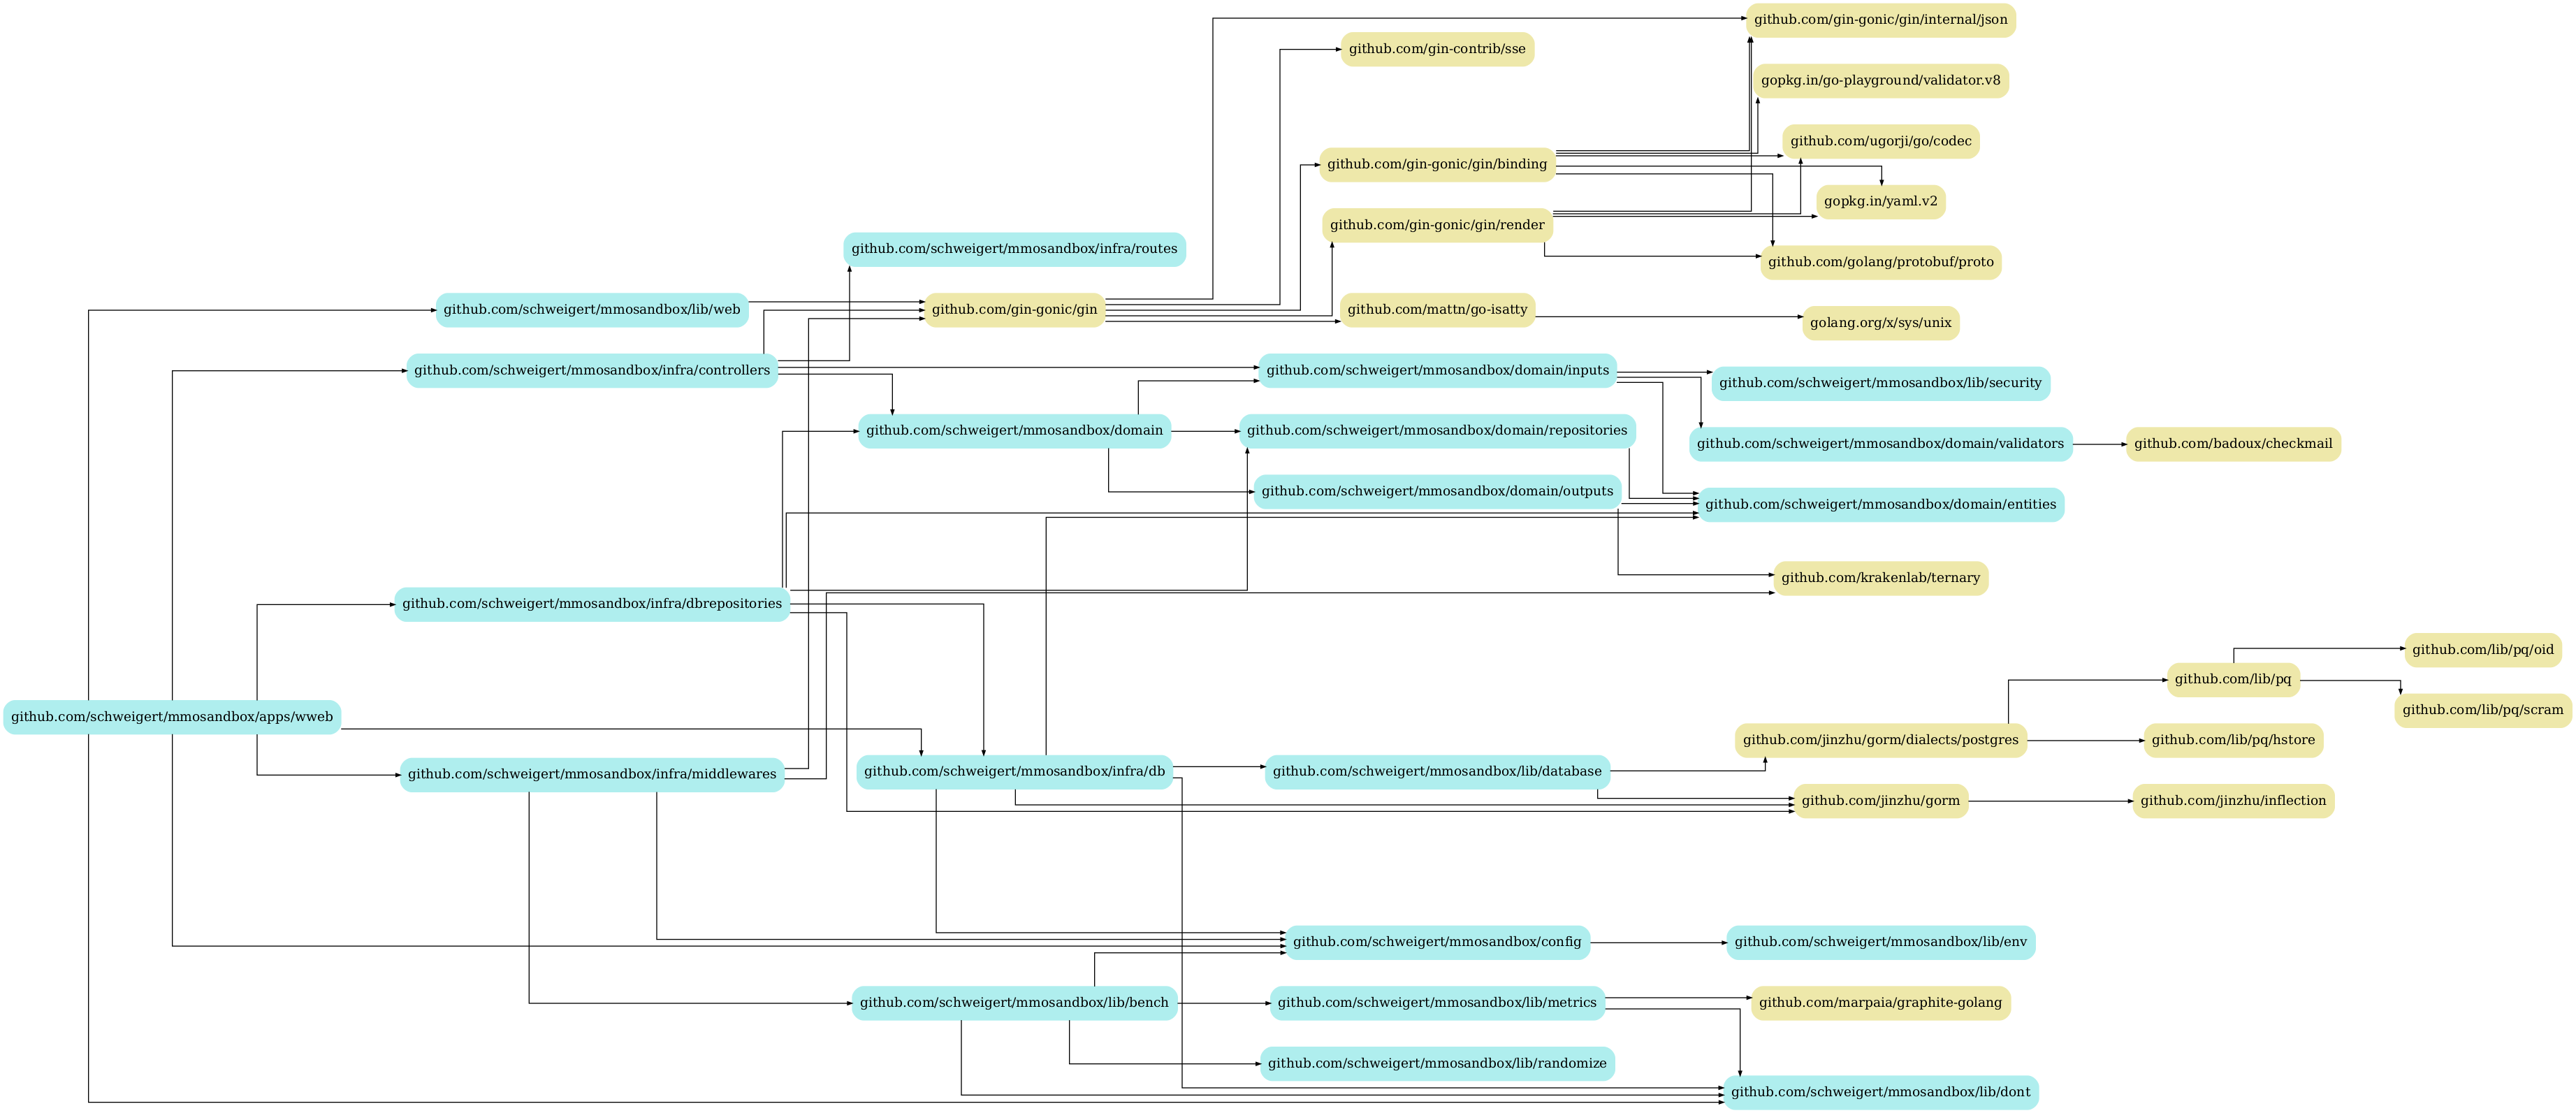 github.com/gin-gonic/gin/internal/json
github.com/gin-contrib/sse
gopkg.in/go-playground/validator.v8
github.com/ugorji/go/codec
github.com/gin-gonic/gin/binding
gopkg.in/yaml.v2
github.com/gin-gonic/gin/render
github.com/schweigert/mmosandbox/infra/routes
github.com/golang/protobuf/proto
github.com/schweigert/mmosandbox/lib/web
github.com/gin-gonic/gin
github.com/mattn/go-isatty
golang.org/x/sys/unix
github.com/schweigert/mmosandbox/infra/controllers
github.com/schweigert/mmosandbox/domain/inputs
github.com/schweigert/mmosandbox/lib/security
github.com/schweigert/mmosandbox/domain
github.com/schweigert/mmosandbox/domain/repositories
github.com/schweigert/mmosandbox/domain/validators
github.com/badoux/checkmail
github.com/schweigert/mmosandbox/domain/outputs
github.com/schweigert/mmosandbox/domain/entities
github.com/krakenlab/ternary
github.com/schweigert/mmosandbox/infra/dbrepositories
github.com/lib/pq/oid
github.com/lib/pq
github.com/lib/pq/scram
github.com/schweigert/mmosandbox/apps/wweb
github.com/jinzhu/gorm/dialects/postgres
github.com/lib/pq/hstore
github.com/schweigert/mmosandbox/infra/middlewares
github.com/schweigert/mmosandbox/infra/db
github.com/schweigert/mmosandbox/lib/database
github.com/jinzhu/gorm
github.com/jinzhu/inflection
github.com/schweigert/mmosandbox/config
github.com/schweigert/mmosandbox/lib/env
github.com/schweigert/mmosandbox/lib/bench
github.com/schweigert/mmosandbox/lib/metrics
github.com/marpaia/graphite-golang
github.com/schweigert/mmosandbox/lib/randomize
github.com/schweigert/mmosandbox/lib/dont